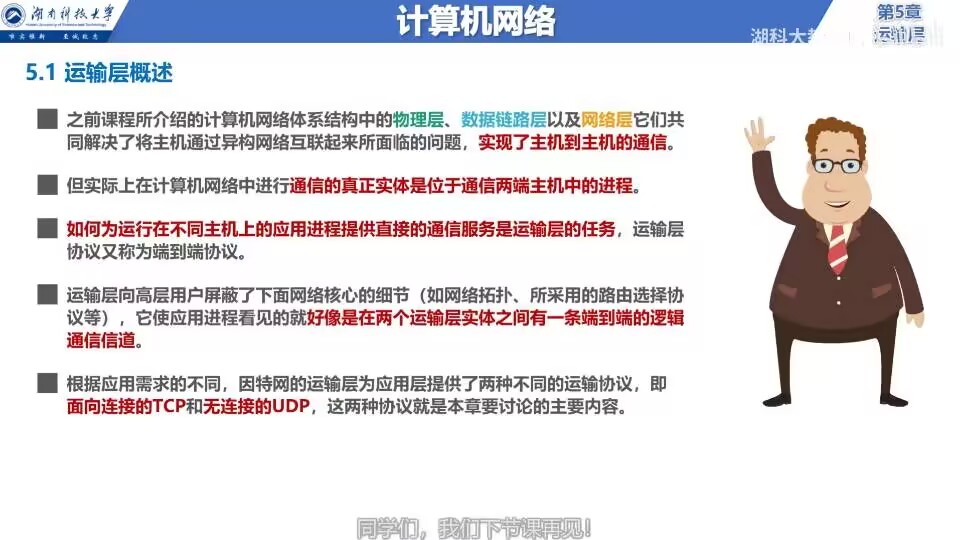 湖南科技大学
Hunan University of Science and Technology
唯实惟新 至诚致志
计算机网络
第5章
运输层
湖科大教
5.1 运输层概述
之前课程所介绍的计算机网络体系结构中的物理层、数据链路层以及网络层它们共
同解决了将主机通过异构网络互联起来所面临的问题，实现了主机到主机的通信。
但实际上在计算机网络中进行通信的真正实体是位于通信两端主机中的进程。
如何为运行在不同主机上的应用进程提供直接的通信服务是运输层的任务，运输层
协议又称为端到端协议。
运输层向高层用户屏蔽了下面网络核心的细节（如网络拓扑、所采用的路由选择协
议等），它使应用进程看见的就好像是在两个运输层实体之间有一条端到端的逻辑
通信信道。
根据应用需求的不同，因特网的运输层为应用层提供了两种不同的运输协议，即
面向连接的TCP和无连接的UDP，这两种协议就是本章要讨论的主要内容。
同学们，我们下节课再见！